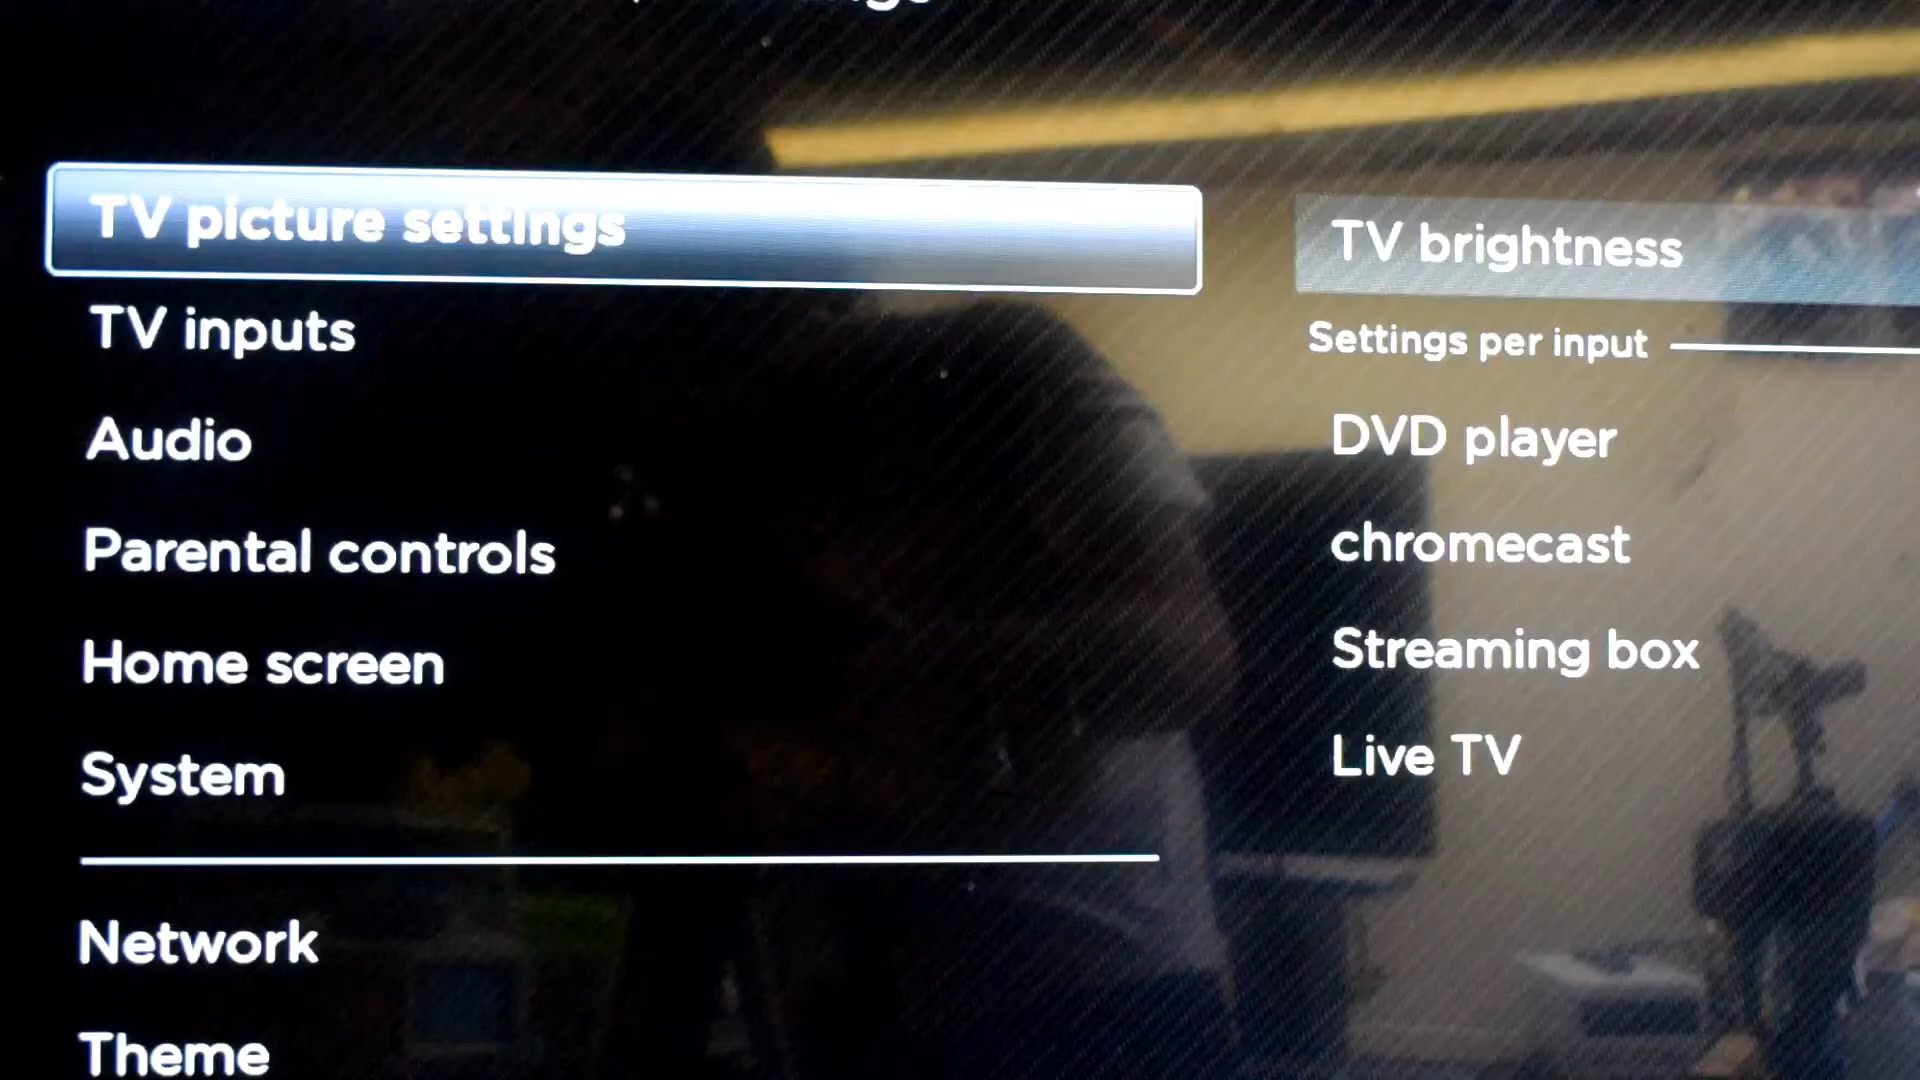 TV picture settings
TV inputs
Audio
Parental controls
Home screen
System
Network
Theme
TV brightness
Settings per input
DVD player
chromecast
Streaming box
Live TV